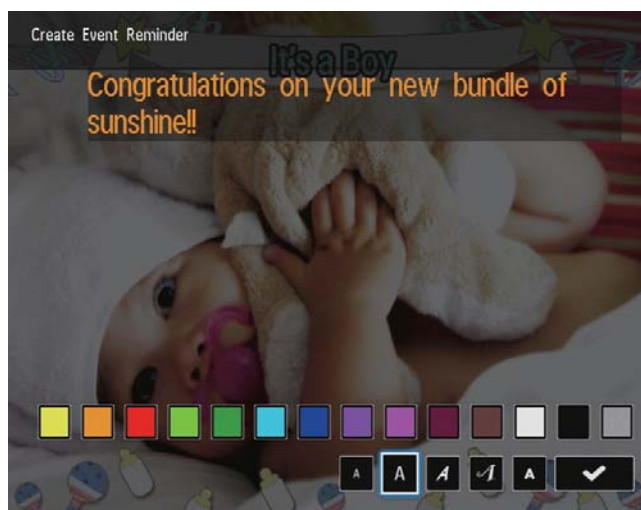 Create Event Reminder
It's a Boy
Congratulations on your new bundle of
sunshine!!
A A A A A